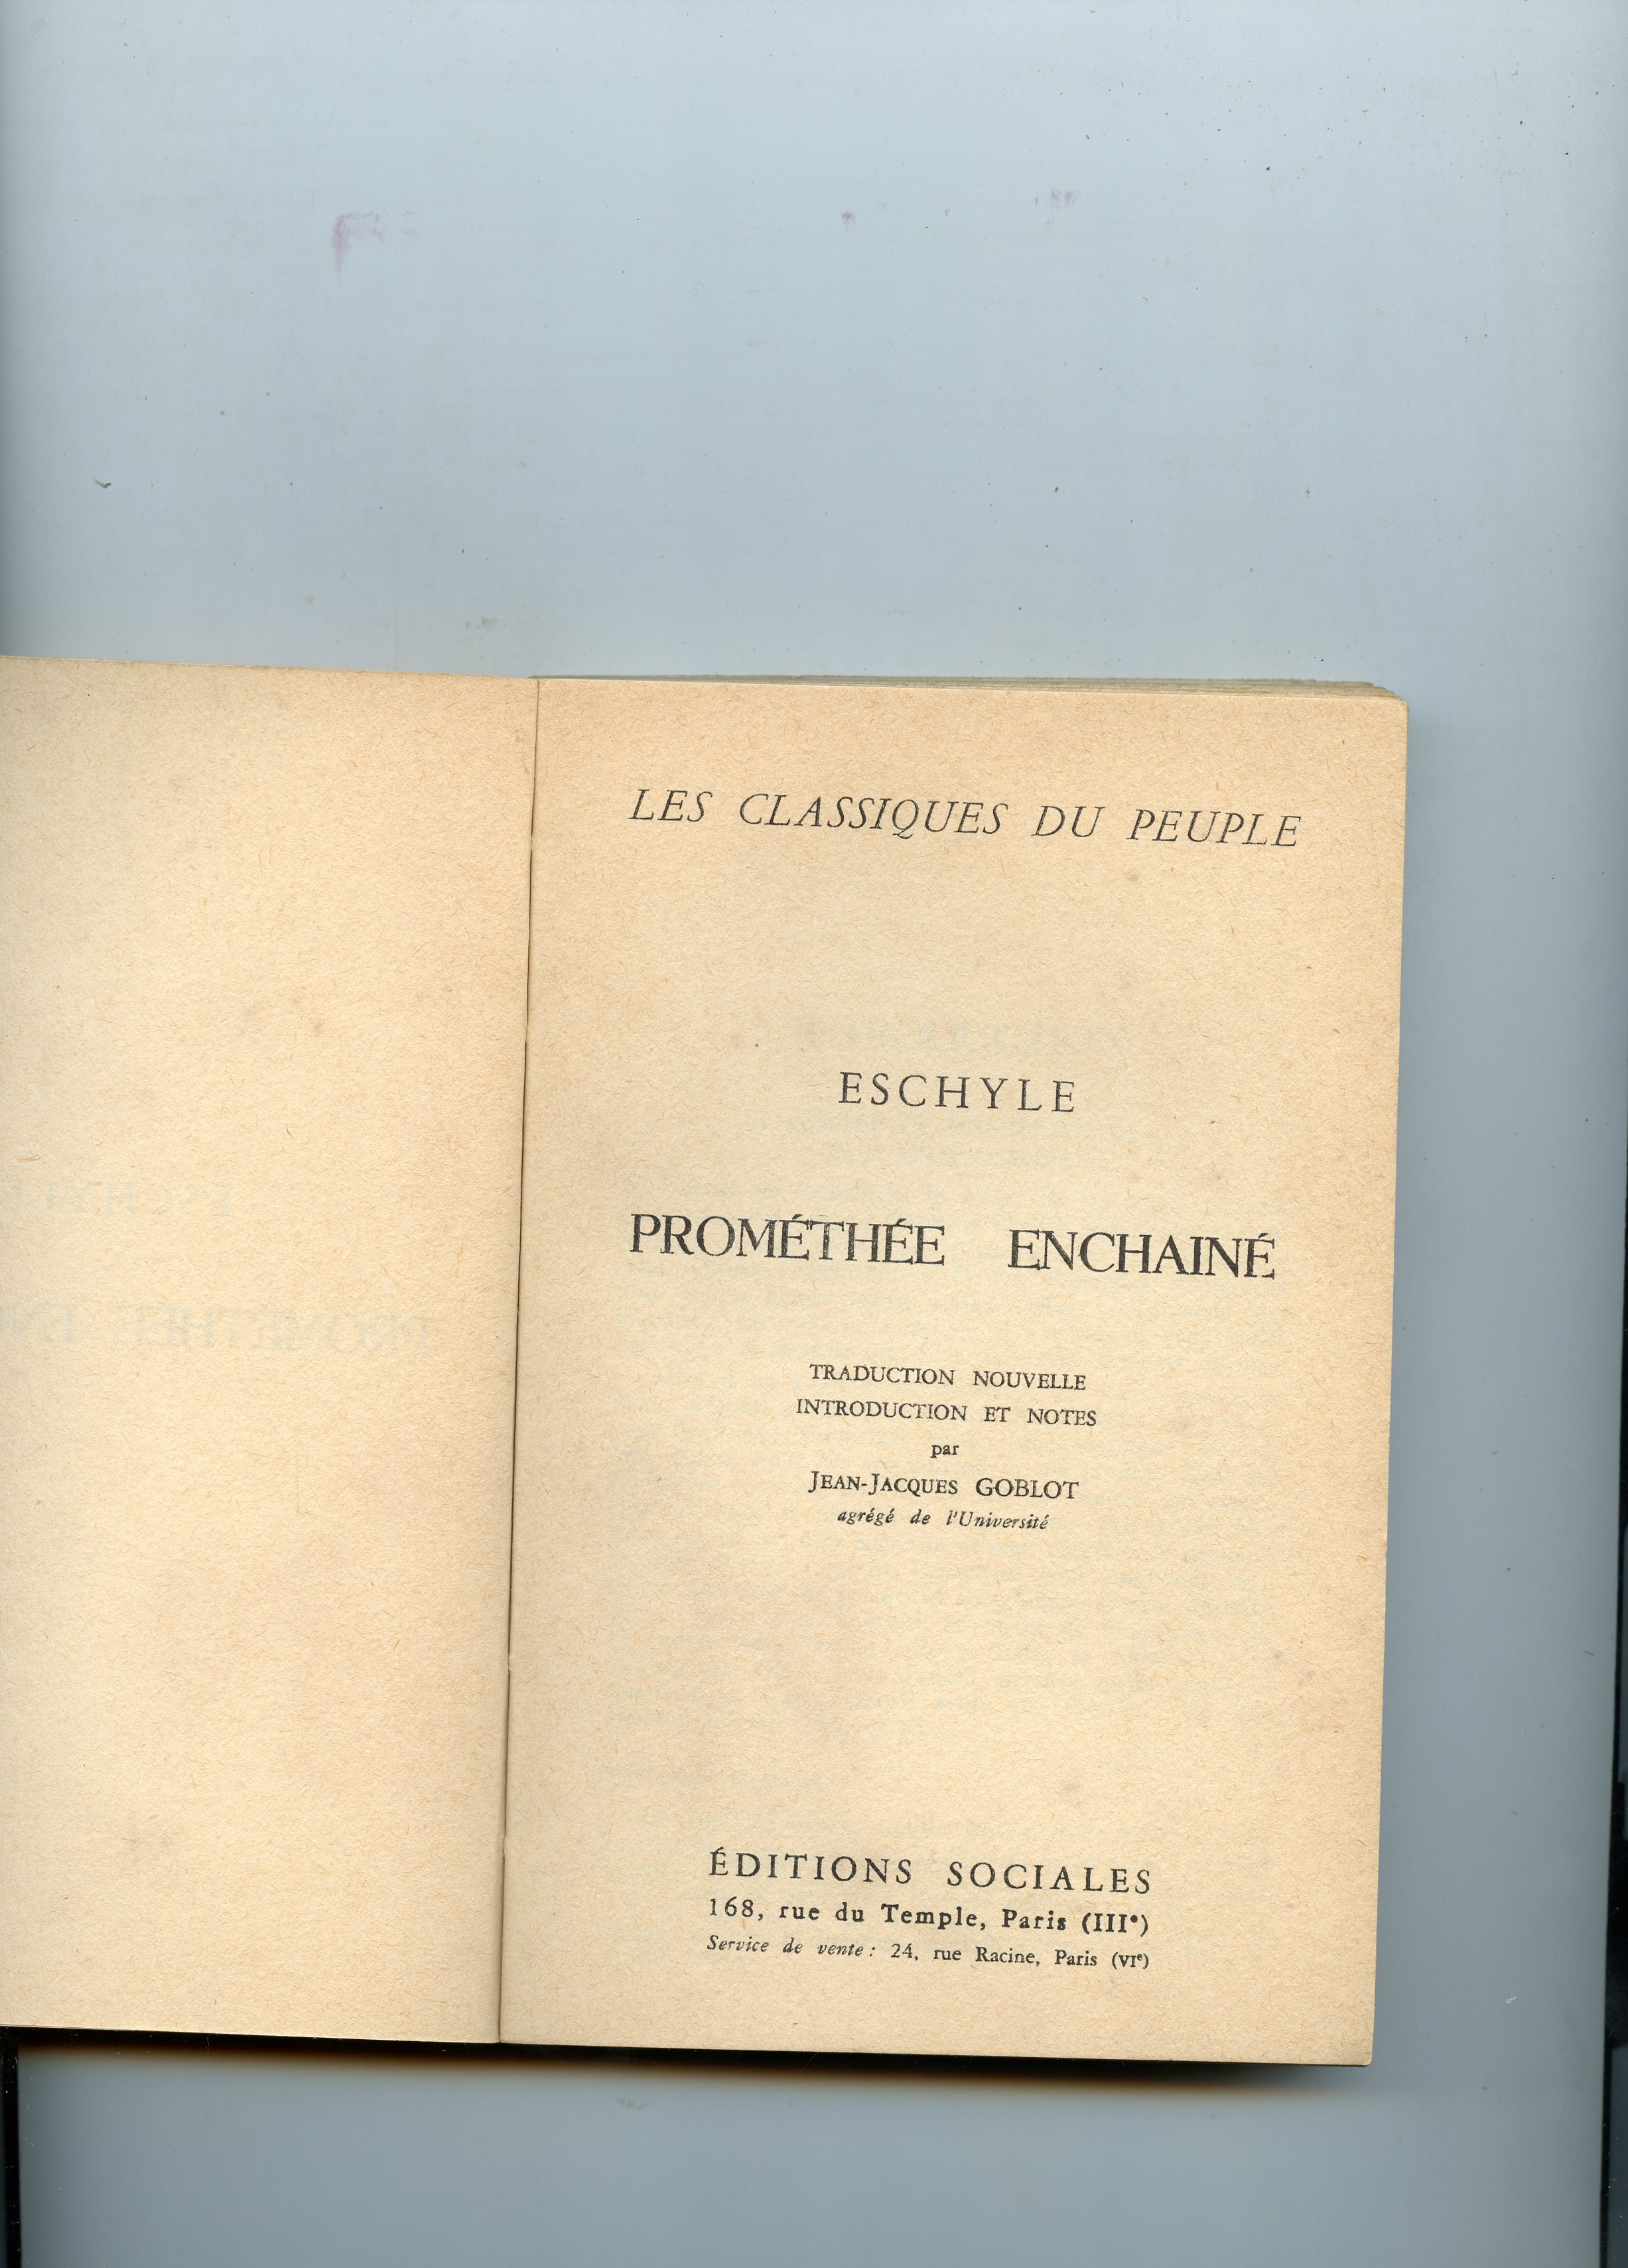 LES CLASSIQUES DU PEUPLE
ESCHYLE
PROMÉTHÉE ENCHAINÉ
TRADUCTION NOUVELLE
INTRODUCTION ET NOTES
par
JEAN-JACQUES GOBLOT
agrégé de l'Université
ÉDITIONS SOCIALES
168, rue du Temple, Paris (IIIe)
Service de vente : 24, rue Racine, Paris (VIe)